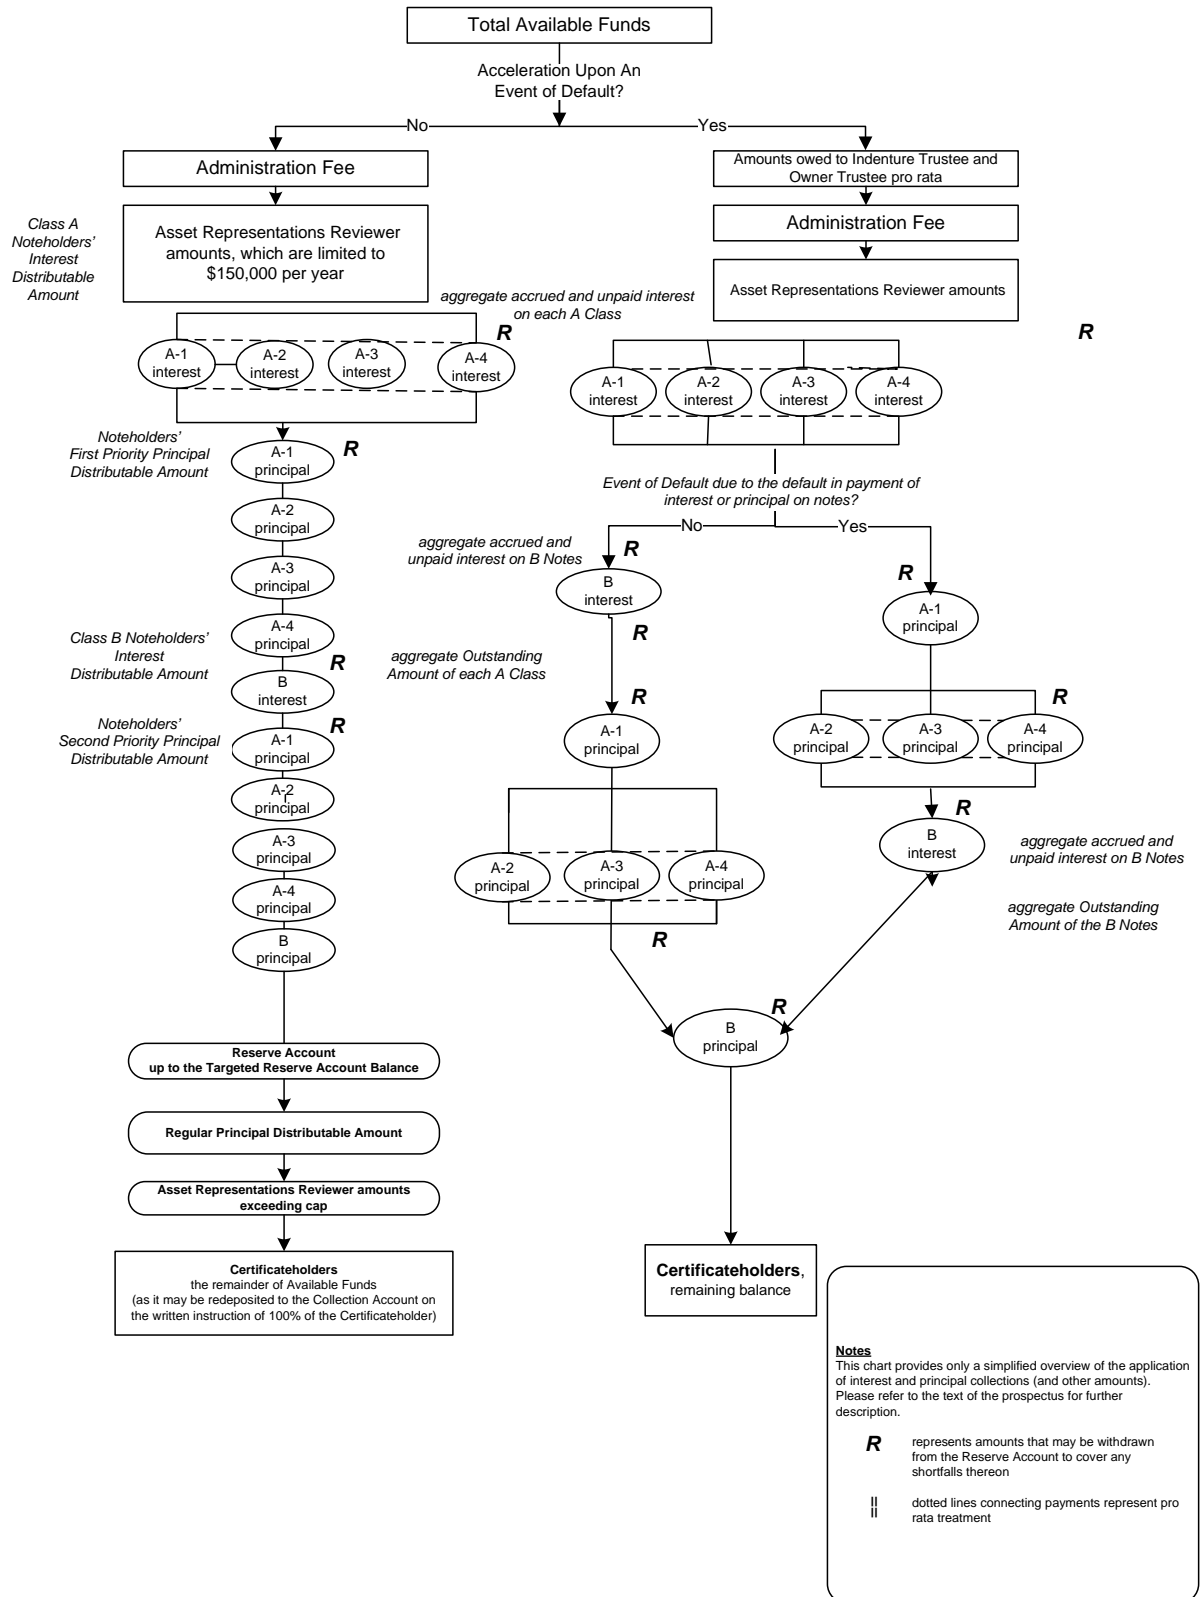 Total Available Funds
Acceleration Upon An
Event of Default?
No
Yes
Administration Fee
Class A
Noteholders'
Interest
Distributable
Amount
Asset Representations Reviewer
amounts, which are limited to
$150,000 per year
aggregate accrued and unpaid interest
on each A Class
R
A-1
interest
A-2
interest
A-3
interest
A-4
interest
Noteholders'
First Priority Principal
Distributable Amount
R
A-1
principal
A-2
principal
A-3
principal
A-4
principal
Class B Noteholders'
Interest
Distributable Amount
R
B
interest
Noteholders'
Second Priority Principal
Distributable Amount
R
A-1
principal
A-2
principal
A-3
principal
A-4
principal
B
principal
Reserve Account
up to the Targeted Reserve Account Balance
Regular Principal Distributable Amount
Asset Representations Reviewer amounts
exceeding cap
Certificateholders
the remainder of Available Funds
(as it may be redeposited to the Collection Account on
the written instruction of 100% of the Certificateholder)
Amounts owed to Indenture Trustee and
Owner Trustee pro rata
Administration Fee
Asset Representations Reviewer amounts
R
A-1
interest
A-2
interest
A-3
interest
A-4
interest
Event of Default due to the default in payment of
interest or principal on notes?
No
Yes
aggregate accrued and
unpaid interest on B Notes
R
B
interest
R
aggregate Outstanding
Amount of each A Class
R
A-1
principal
A-2
principal
A-3
principal
A-4
principal
R
R
A-1
principal
R
A-2
principal
A-3
principal
A-4
principal
R
B
interest
aggregate accrued and
unpaid interest on B Notes
aggregate Outstanding
Amount of the B Notes
R
B
principal
Certificateholders,
remaining balance
Notes
This chart provides only a simplified overview of the application
of interest and principal collections (and other amounts).
Please refer to the text of the prospectus for further
description.
R
represents amounts that may be withdrawn
from the Reserve Account to cover any
shortfalls thereon
dotted lines connecting payments represent pro
rata treatment